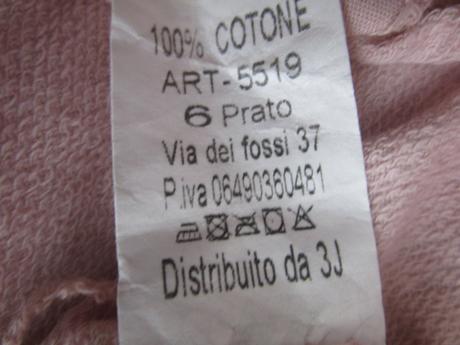 100% COTONE
ART-5519
6 Prato
Via dei fossi 37
P.iva 06490360481
Distribuito da 3J